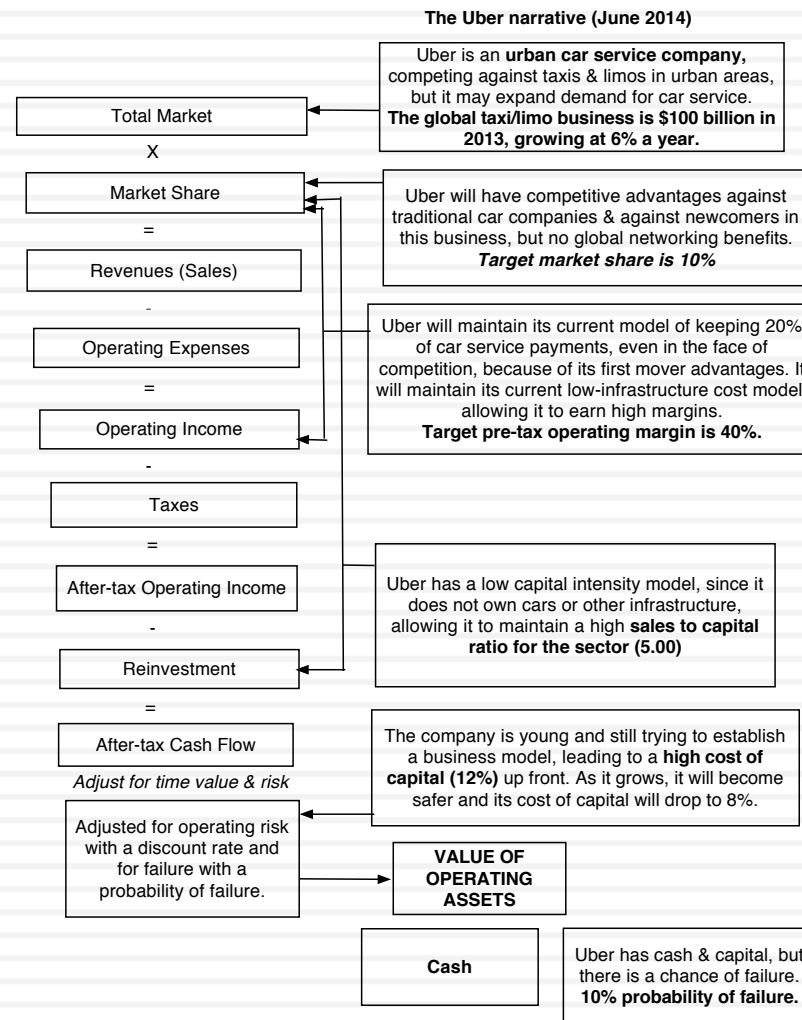 The Uber narrative (June 2014)
Uber is an urban car service company,
competing against taxis & limos in urban areas,
but it may expand demand for car service.
The global taxi/limo business is $100 billion in
2013, growing at 6% a year.
Total Market
X
Market Share
Uber will have competitive advantages against
traditional car companies & against newcomers in
this business, but no global networking benefits.
Target market share is 10%
=
Revenues (Sales)
-
Operating Expenses
Uber will maintain its current model of keeping 20%
of car service payments, even in the face of
competition, because of its first mover advantages. It
will maintain its current low-infrastructure cost model,
allowing it to earn high margins.
Target pre-tax operating margin is 40%.
=
Operating Income
-
Taxes
=
After-tax Operating Income
Uber has a low capital intensity model, since it
does not own cars or other infrastructure,
allowing it to maintain a high sales to capital
ratio for the sector (5.00)
-
Reinvestment
=
After-tax Cash Flow
The company is young and still trying to establish
a business model, leading to a high cost of
capital (12%) up front. As it grows, it will become
safer and its cost of capital will drop to 8%.
Adjust for time value & risk
Adjusted for operating risk
with a discount rate and
for failure with a
probability of failure.
VALUE OF
OPERATING
ASSETS
Cash
Uber has cash & capital, but
there is a chance of failure.
10% probability of failure.